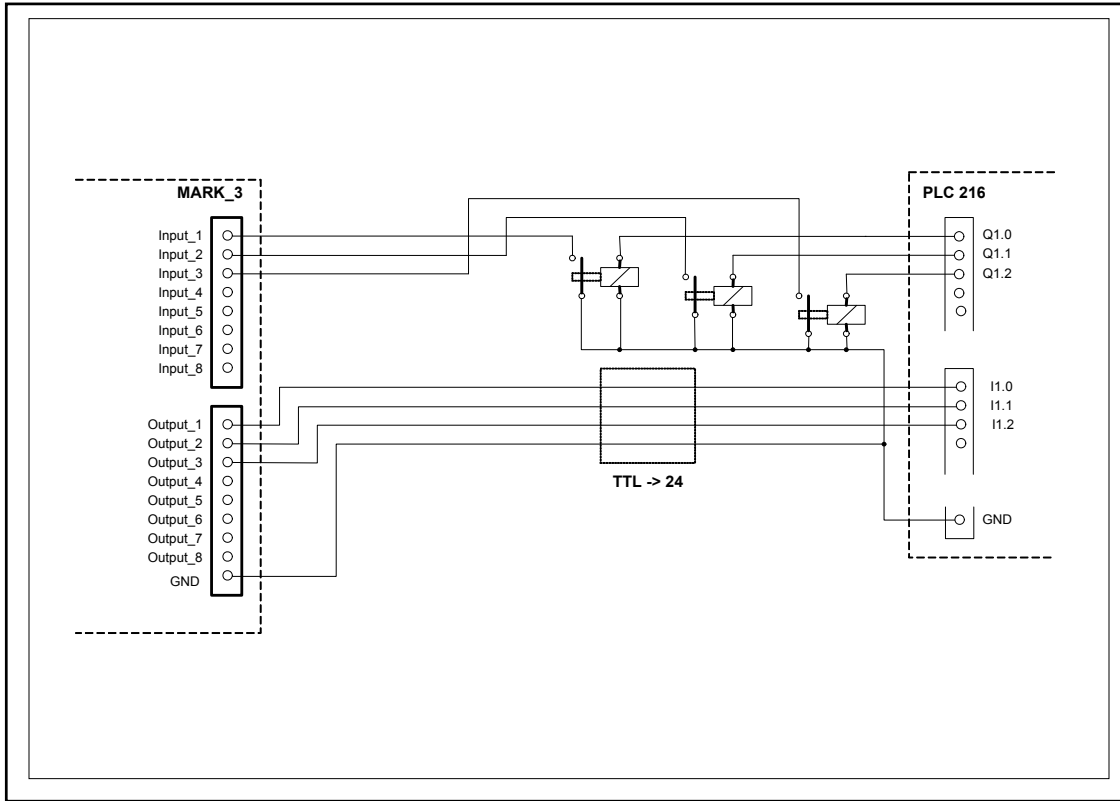 MARK_3
Input_1
Input_2
Input_3
Input_4
Input_5
Input_6
Input_7
Input_8
Output_1
Output_2
Output_3
Output_4
Output_5
Output_6
Output_7
Output_8
GND
TTL -> 24
PLC 216
Q1.0
Q1.1
Q1.2
I1.0
I1.1
I1.2
GND